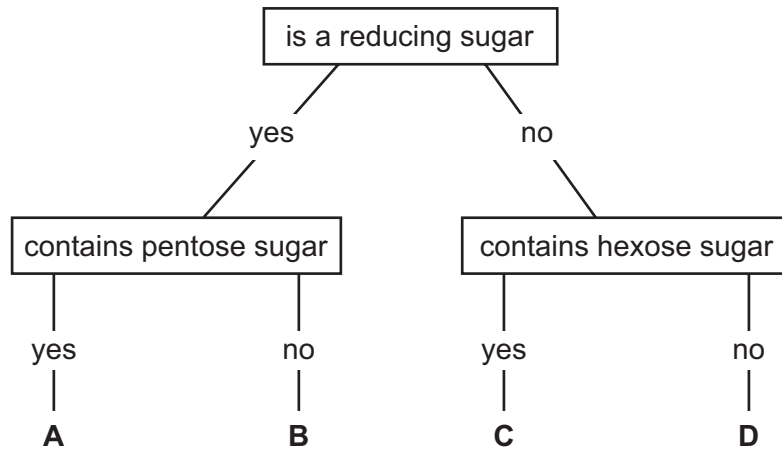 is a reducing sugar
yes
no
contains pentose sugar
contains hexose sugar
yes
no
yes
no
A
B
C
D